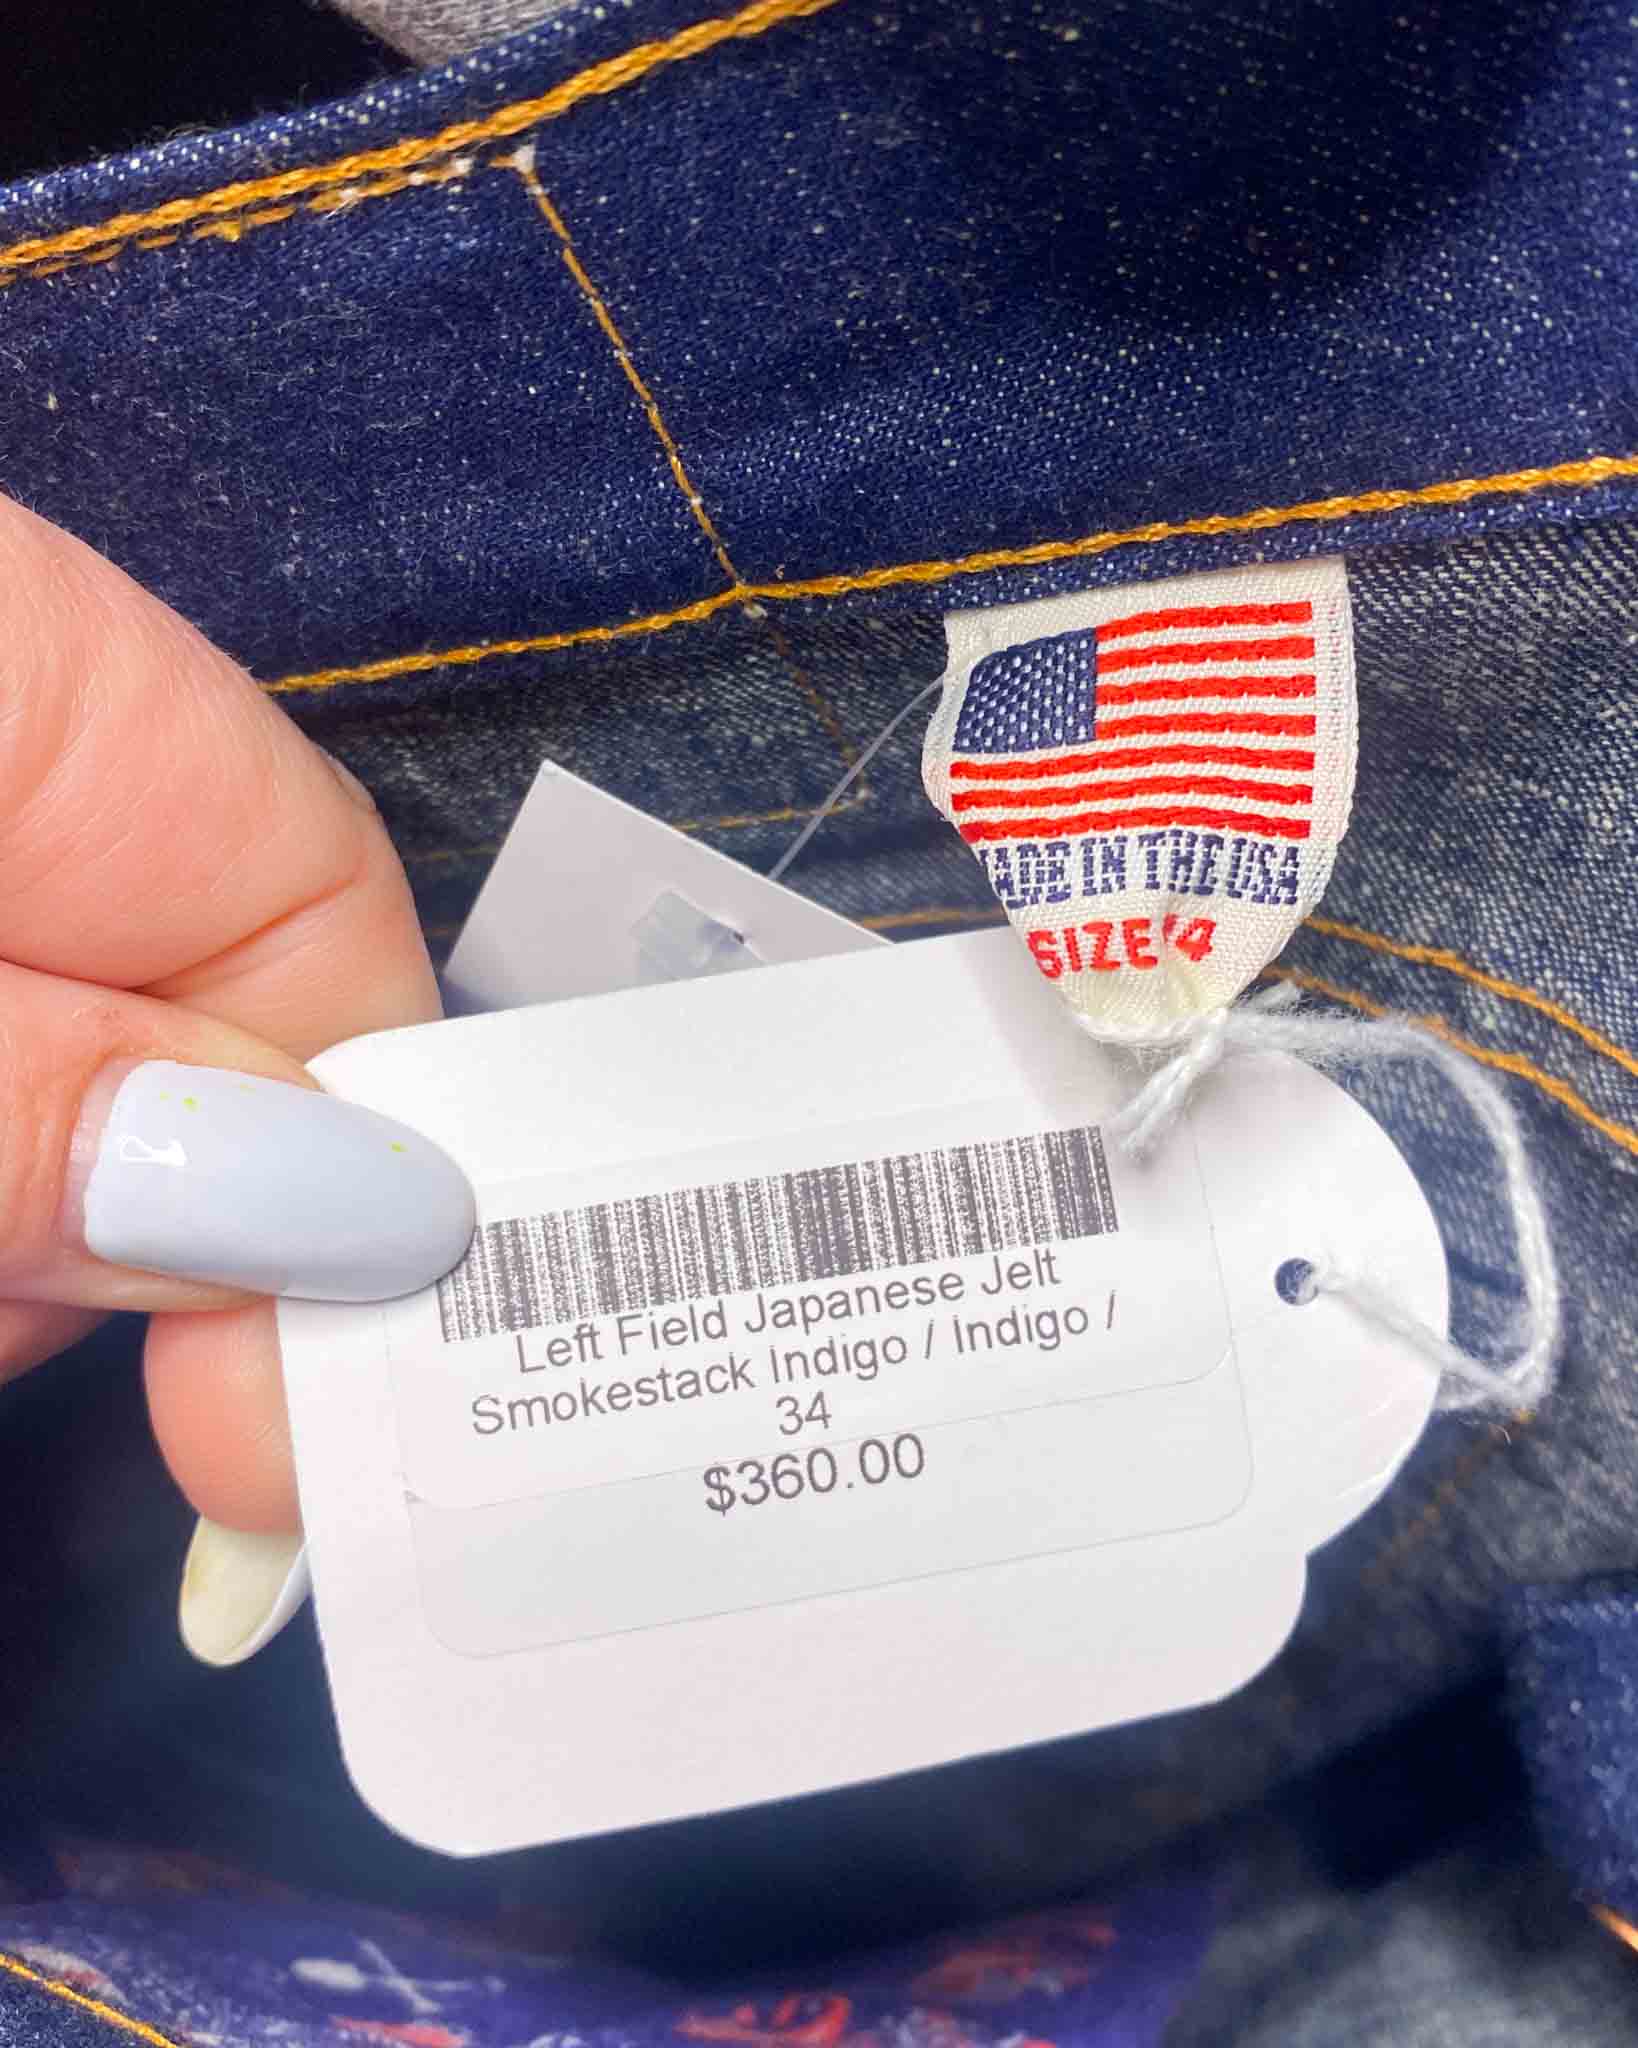 MADE IN THE USA
SIZE 34
Left Field Japanese Jelt
Smokestack Indigo / Indigo /
34
$360.00